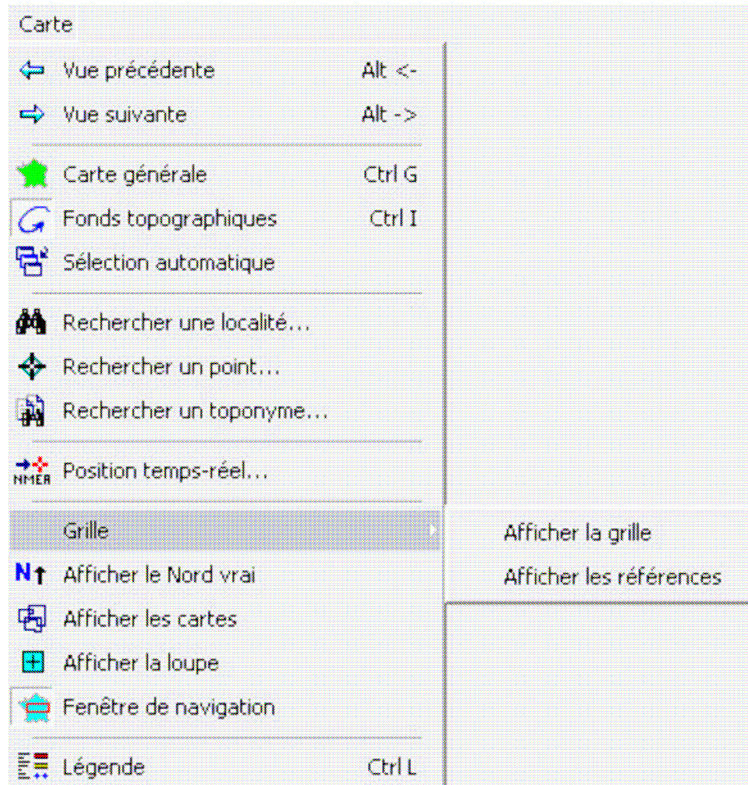 Carte
Vue précédente Alt <-
Vue suivante Alt ->
Carte générale Ctrl G
Fonds topographiques Ctrl I
Sélection automatique
Rechercher une localité...
Rechercher un point...
Rechercher un toponyme...
NMEA Position temps-réel...
Grille Afficher la grille
N Afficher le Nord vrai Afficher les références
Afficher les cartes
Afficher la loupe
Fenêtre de navigation
Légende Ctrl L